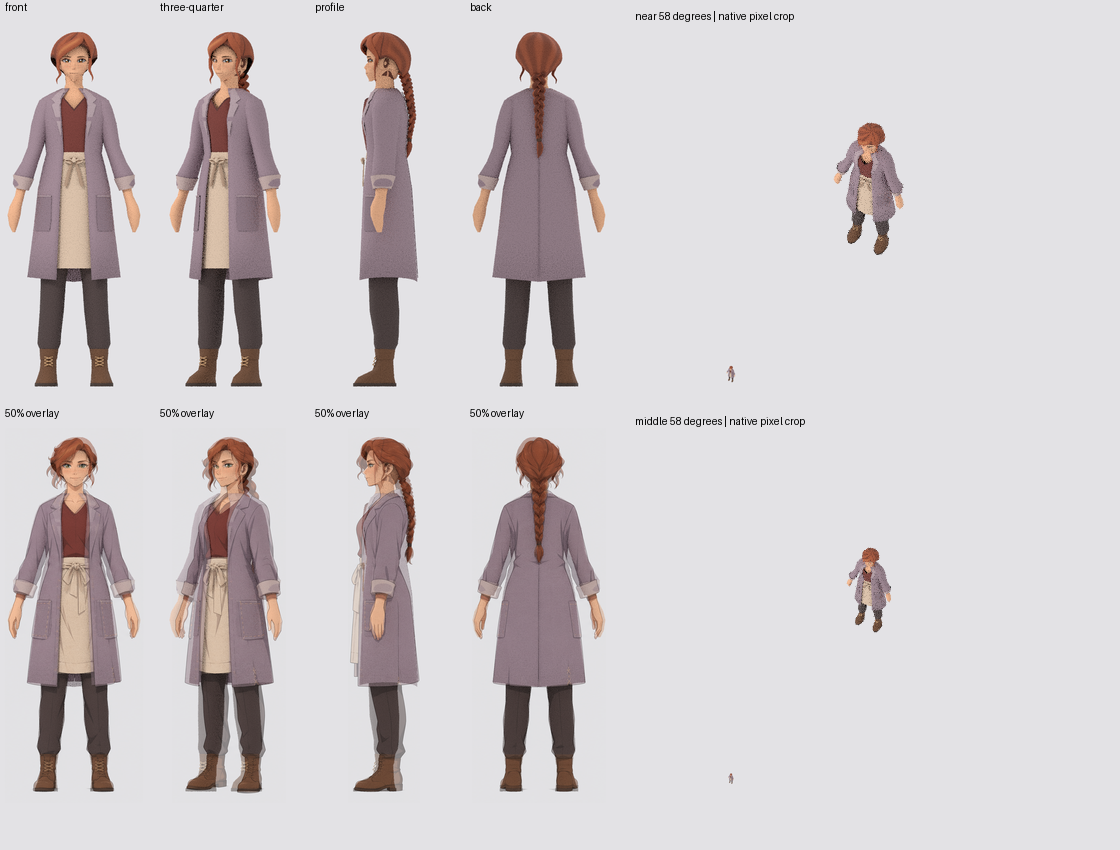 front
three-quarter
profile
back
near 58 degrees | native pixel crop
50% overlay
50% overlay
50% overlay
50% overlay
middle 58 degrees | native pixel crop